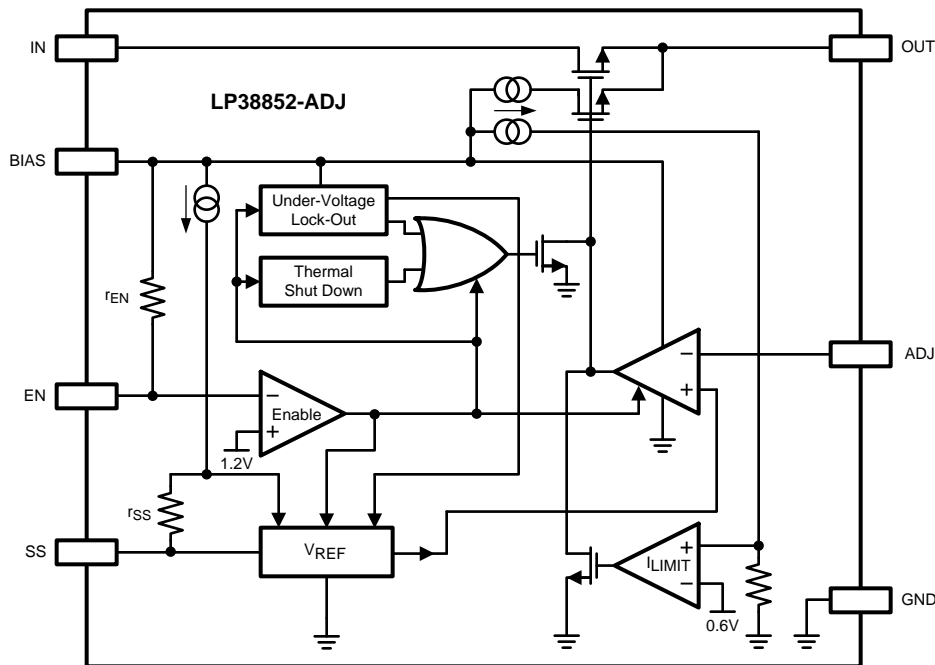 IN
OUT
LP38852-ADJ
BIAS
Under-Voltage
Lock-Out
Thermal
Shut Down
rEN
ADJ
−
+
EN
−
Enable
+
1.2V
rSS
SS
VREF
+
ILIMIT
−
0.6V
GND